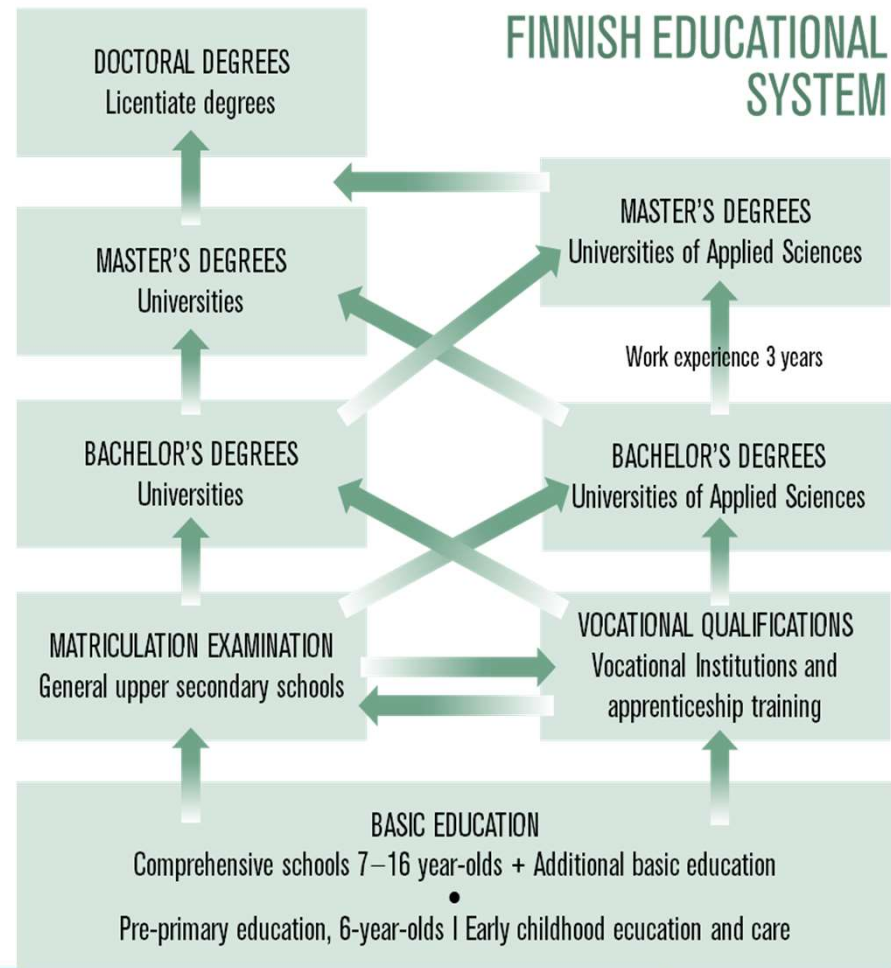 FINNISH EDUCATIONAL
SYSTEM
DOCTORAL DEGREES
Licentiate degrees
MASTER'S DEGREES
Universities of Applied Sciences
MASTER'S DEGREES
Universities
Work experience 3 years
BACHELOR'S DEGREES
Universities
BACHELOR'S DEGREES
Universities of Applied Sciences
MATRICULATION EXAMINATION
General upper secondary schools
VOCATIONAL QUALIFICATIONS
Vocational Institutions and
apprenticeship training
BASIC EDUCATION
Comprehensive schools 7–16 year-olds + Additional basic education
•
Pre-primary education, 6-year-olds I Early childhood ecucation and care